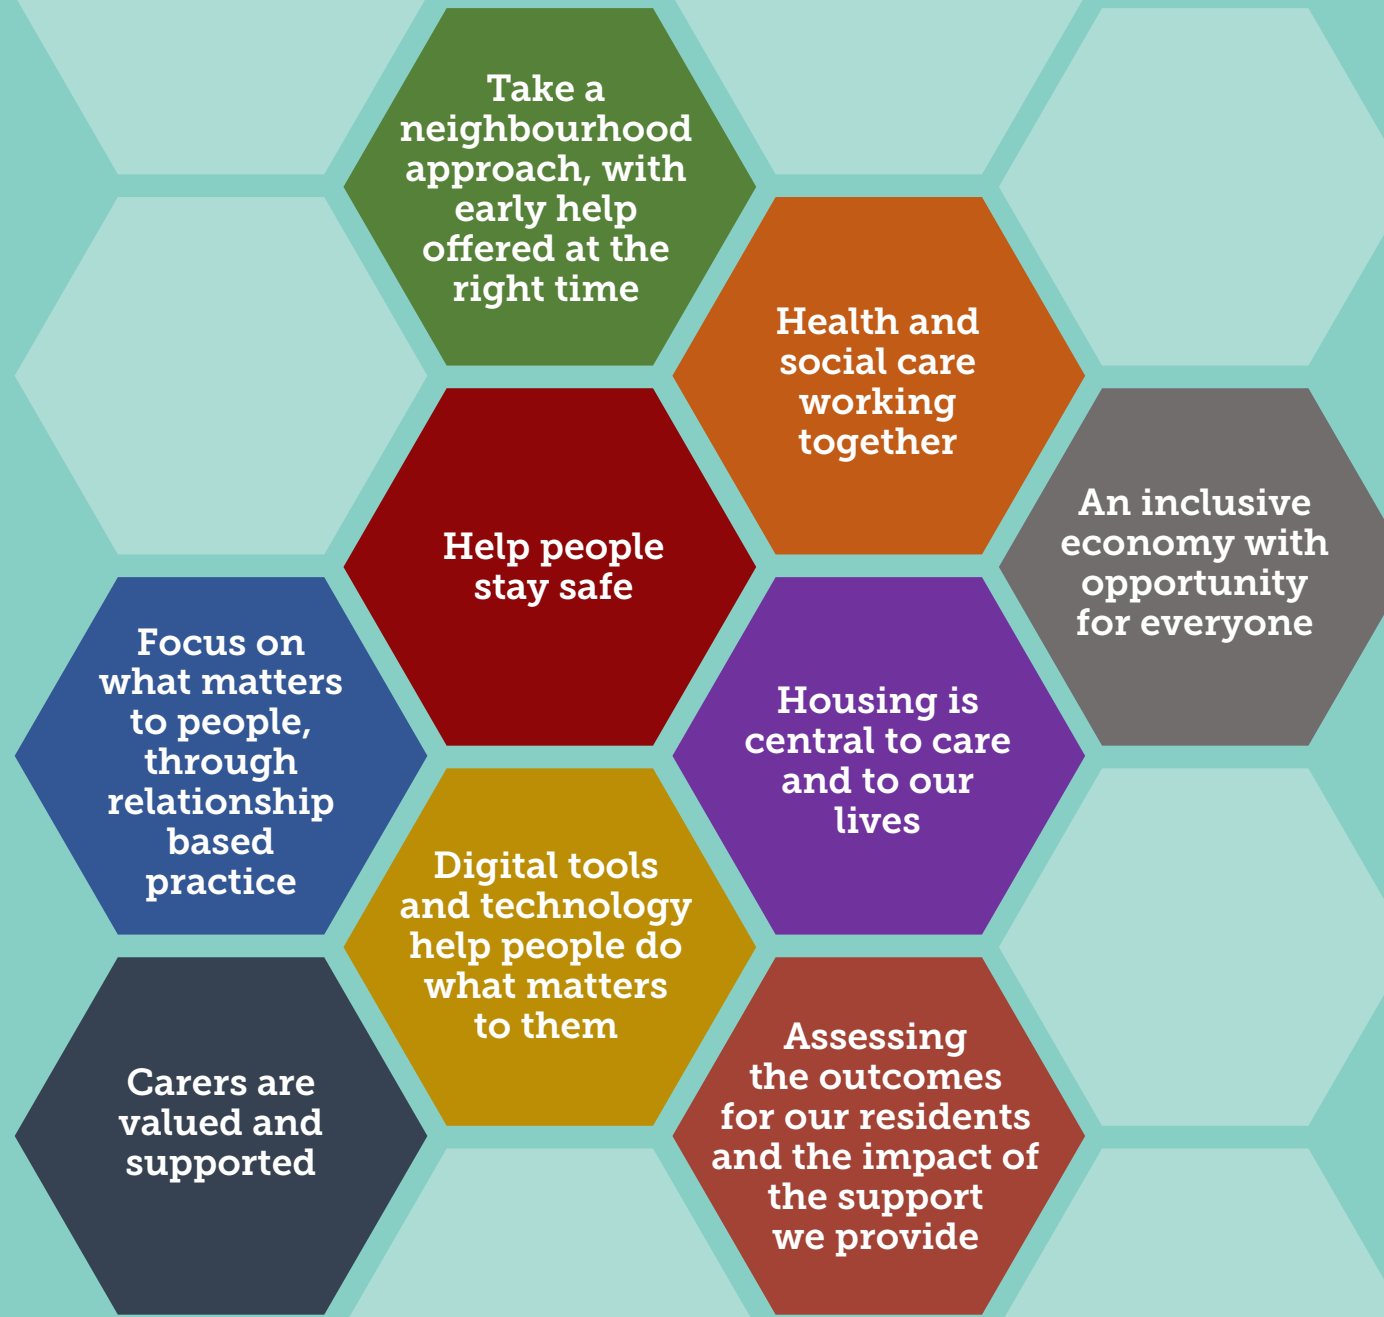 Take a
neighbourhood
approach, with
early help
offered at the
right time
Health and
social care
working
together
An inclusive
economy with
opportunity
for everyone
Help people
stay safe
Focus on
what matters
to people,
through
relationship
based
practice
Housing is
central to care
and to our
lives
Digital tools
and technology
help people do
what matters
to them
Carers are
valued and
supported
Assessing
the outcomes
for our residents
and the impact of
the support
we provide